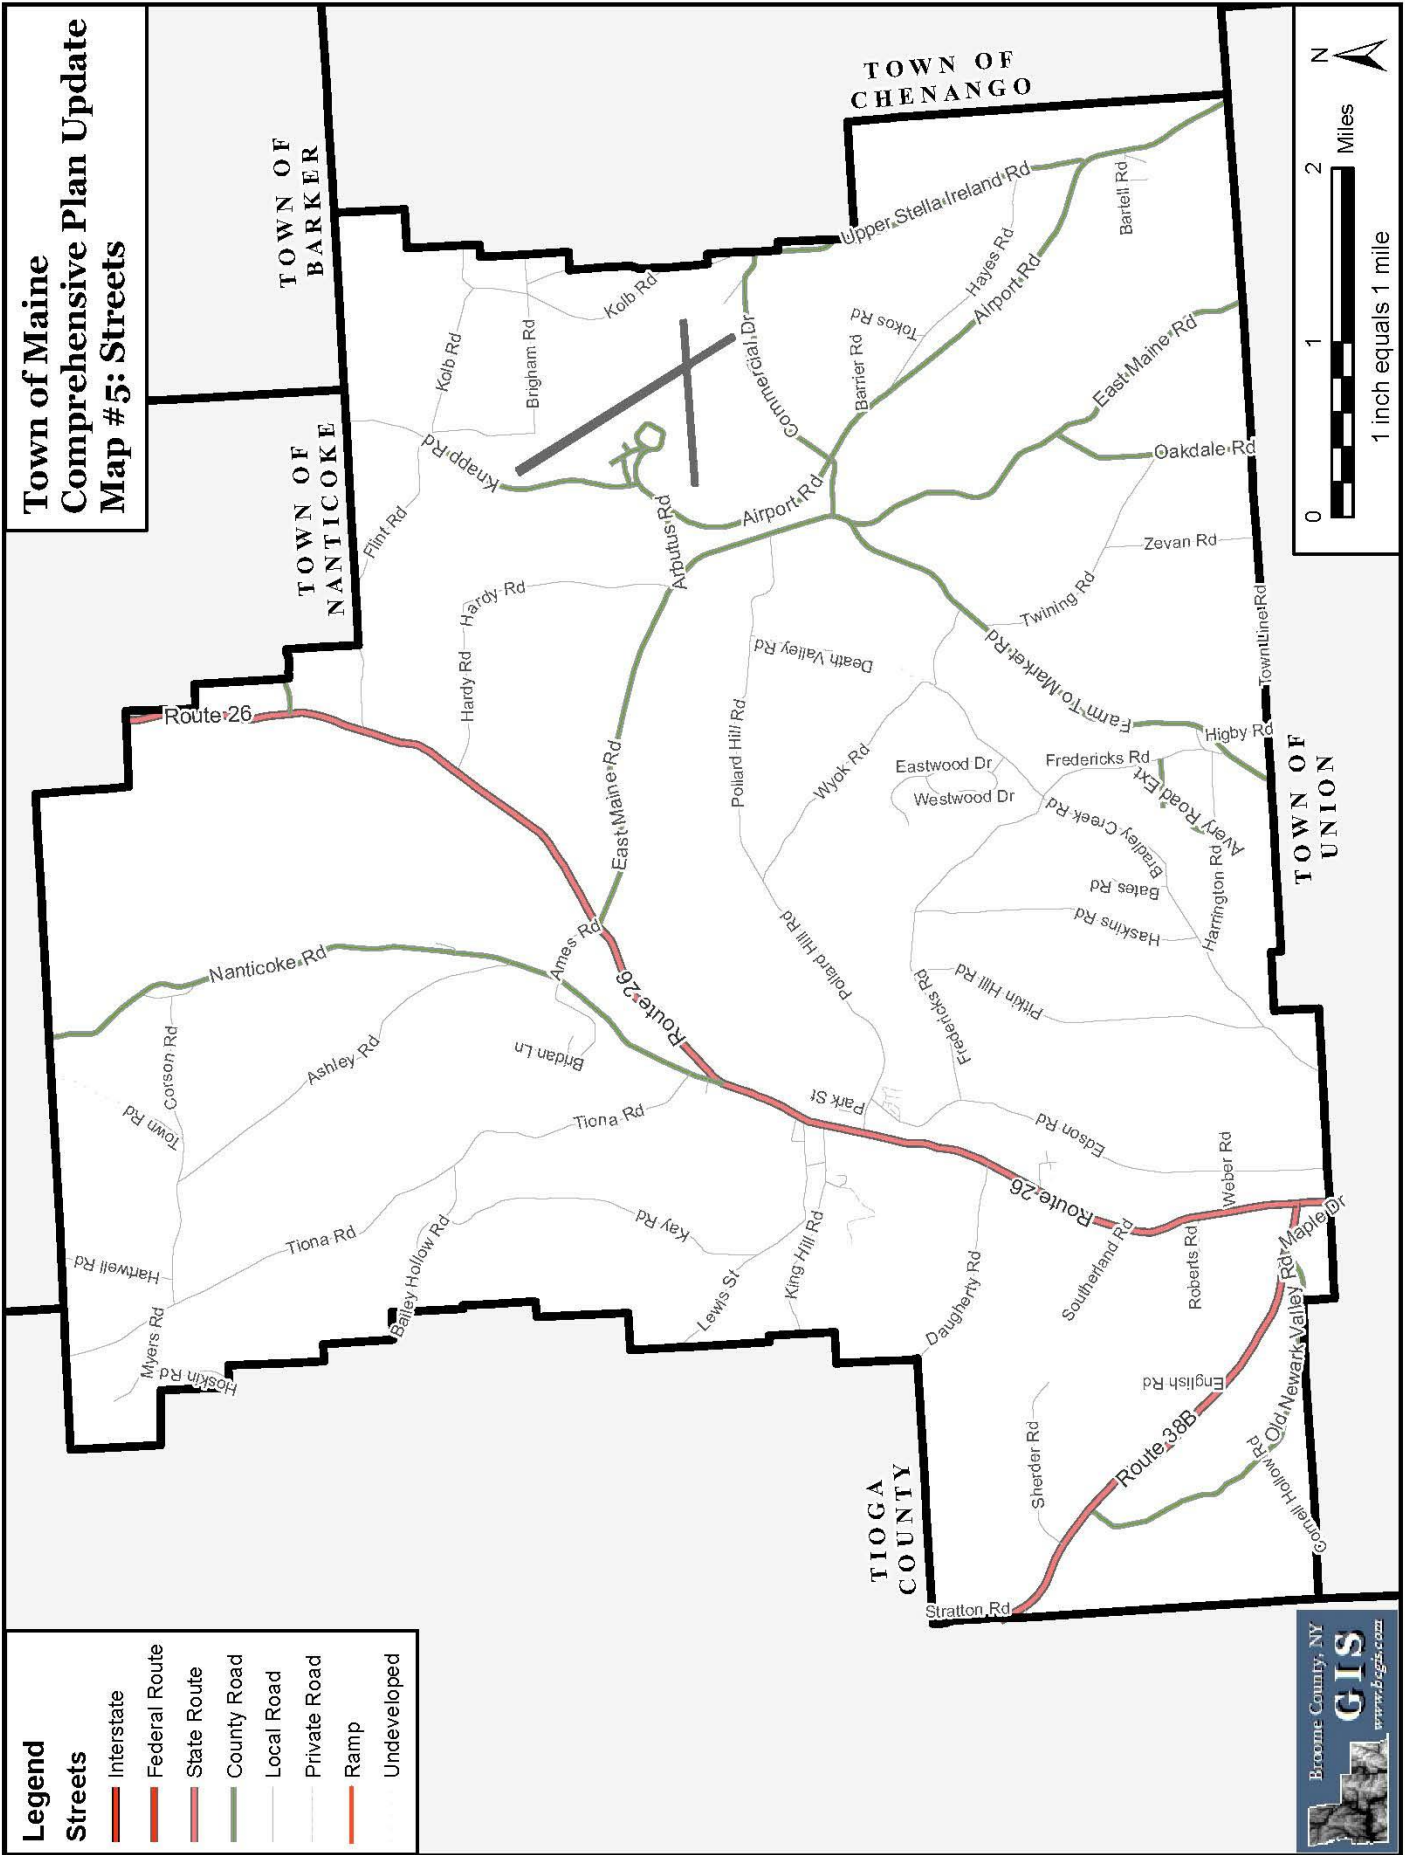 Town of Maine
Comprehensive Plan Update
Map #5: Streets
TOWN OF
BARKER
TOWN OF
NANTICOKE
TOWN OF
CHENANGO
TOWN OF
UNION
TIOGA
COUNTY
N
0 1 2
Miles
1 inch equals 1 mile
Legend
Streets
Interstate
Federal Route
State Route
County Road
Local Road
Private Road
Ramp
Undeveloped
Broome County, NY
GIS
www.bcgis.com
Route 26
Nanticoke Rd
Corson Rd
Town Rd
Ashley Rd
Hartwell Rd
Myers Rd
Hoskin Rd
Tiona Rd
Tiona Rd
Bailey Hollow Rd
Kay Rd
Lewis St
King Hill Rd
Bridan Ln
Ames Rd
Route 26
Route 26
East Maine Rd
Hardy Rd
Hardy Rd
Flint Rd
Knapp Rd
Kolb Rd
Kolb Rd
Brigham Rd
Arbutus Rd
Airport Rd
Commercial Dr
Upper Stella Ireland Rd
Barrier Rd
Tokos Rd
Hayes Rd
Airport Rd
Bartell Rd
East Maine Rd
Oakdale Rd
Zevan Rd
Twining Rd
Town Line Rd
Farm To Market Rd
Higby Rd
Death Valley Rd
Pollard Hill Rd
Wyok Rd
Pollard Hill Rd
Eastwood Dr
Westwood Dr
Fredericks Rd
Avery Road Ext
Bradley Creek Rd
Bates Rd
Haskins Rd
Harrington Rd
Pitkin Hill Rd
Fredericks Rd
Park St
Edson Rd
Route 26
Weber Rd
Daugherty Rd
Southerland Rd
Roberts Rd
Maple Dr
Old Newark Valley Rd
English Rd
Route 38B
Sherder Rd
Cornell Hollow Rd
Stratton Rd